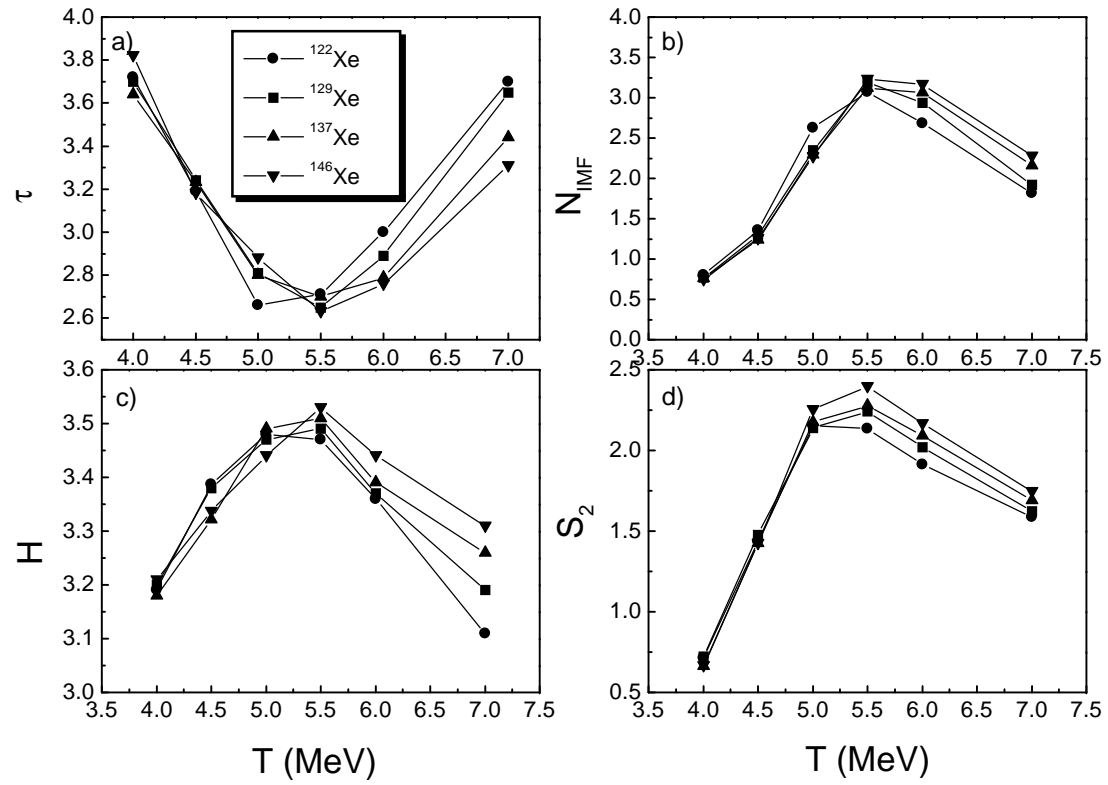 a)
τ
4.0
3.8
3.6
3.4
3.2
3.0
2.8
2.6
¹²²Xe
¹²⁹Xe
¹³⁷Xe
¹⁴⁶Xe
4.0 4.5 5.0 5.5 6.0 6.5 7.0
b)
N_IMF
4.0
3.5
3.0
2.5
2.0
1.5
1.0
0.5
0.0
3.5 4.0 4.5 5.0 5.5 6.0 6.5 7.0 7.5
c)
H
3.6
3.5
3.4
3.3
3.2
3.1
3.0
3.5 4.0 4.5 5.0 5.5 6.0 6.5 7.0 7.5
T (MeV)
d)
S₂
2.5
2.0
1.5
1.0
0.5
3.5 4.0 4.5 5.0 5.5 6.0 6.5 7.0 7.5
T (MeV)